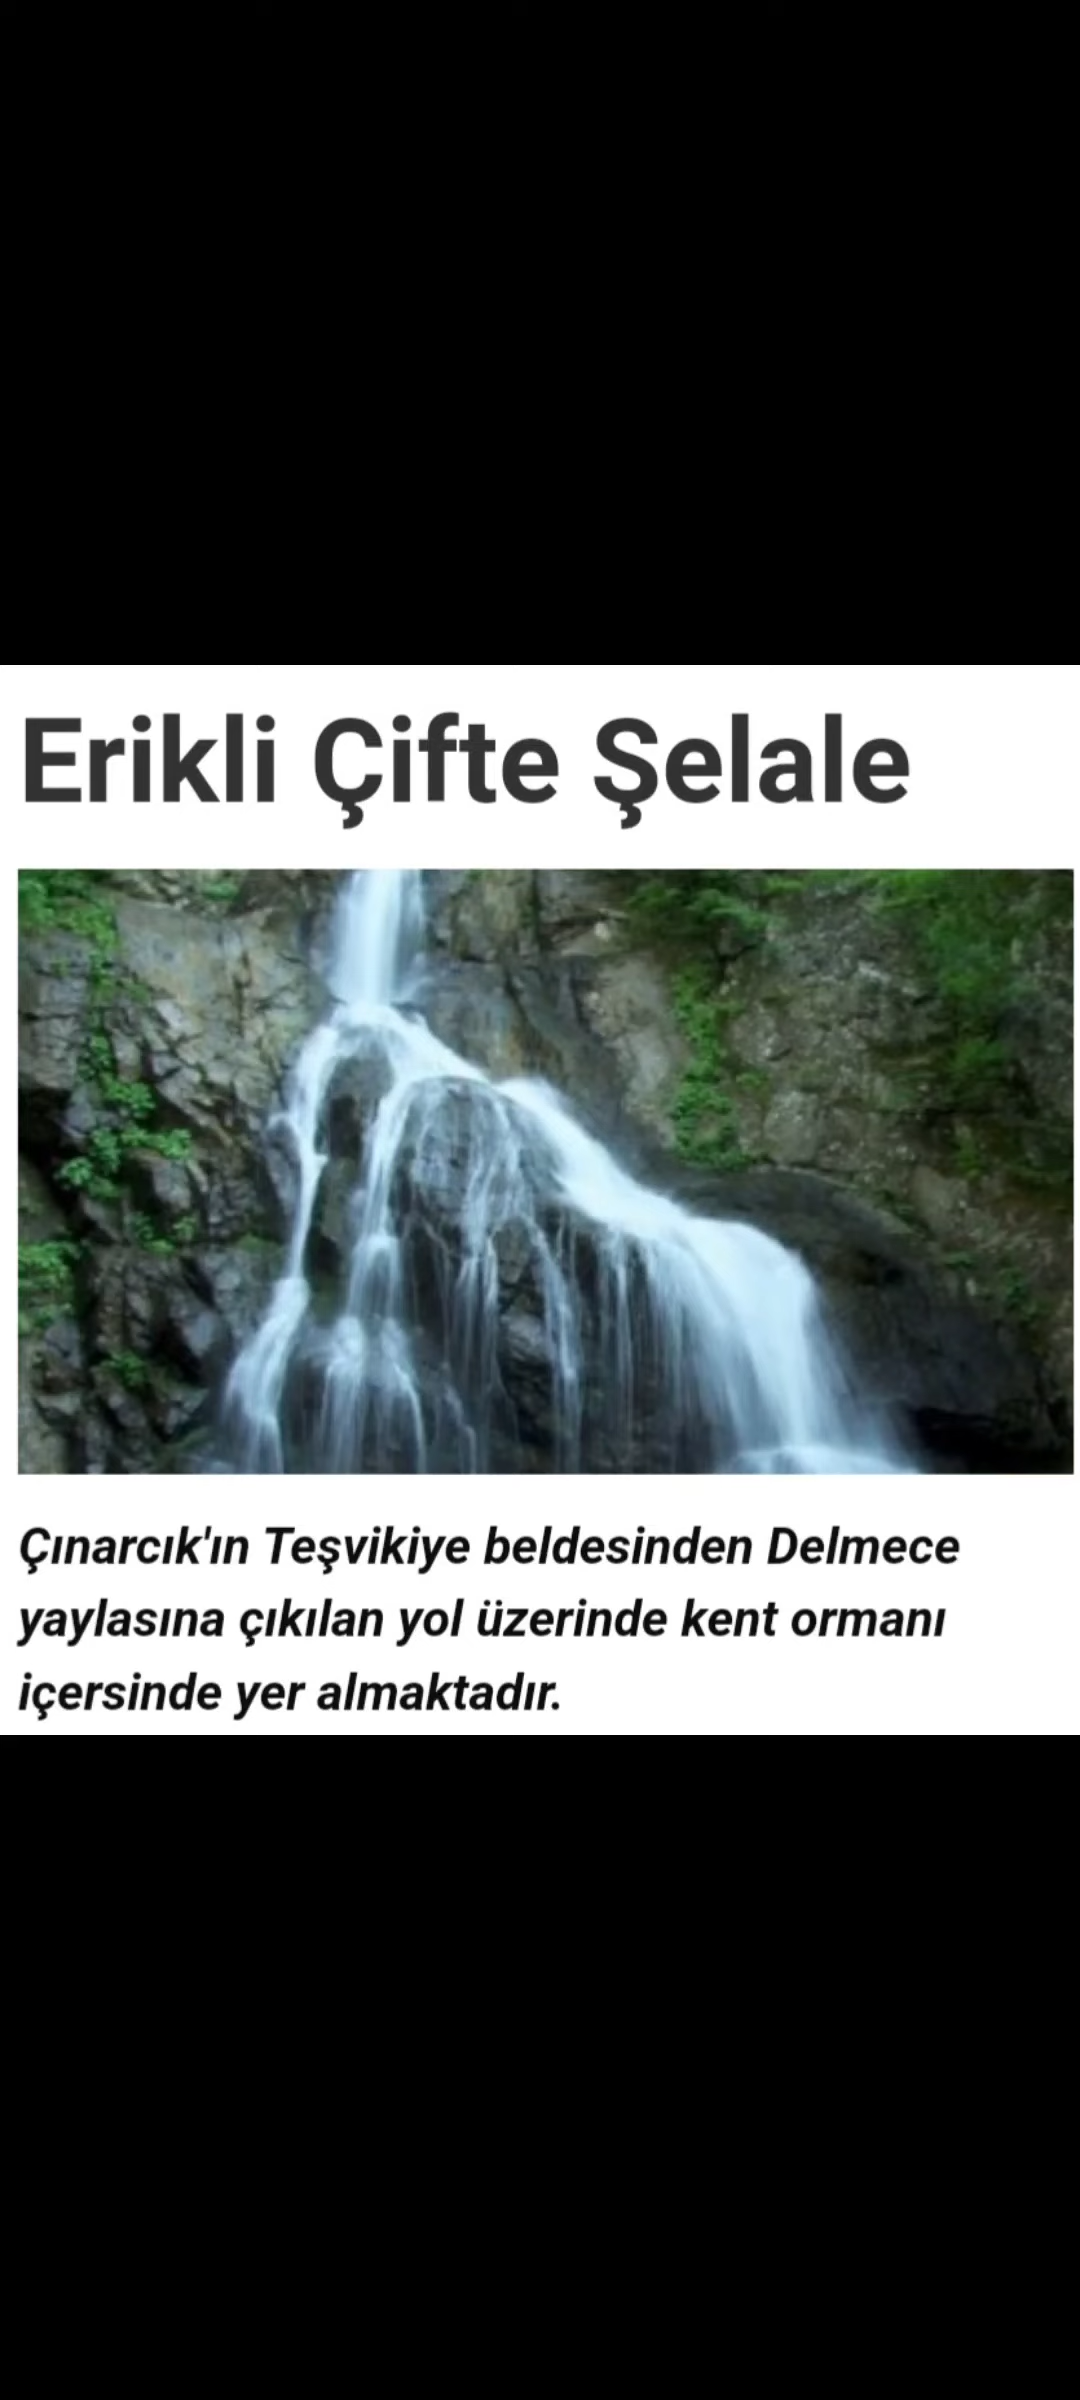 Erikli Çifte Şelale
Çınarcık'ın Teşvikiye beldesinden Delmece
yaylasına çıkılan yol üzerinde kent ormanı
içersinde yer almaktadır.